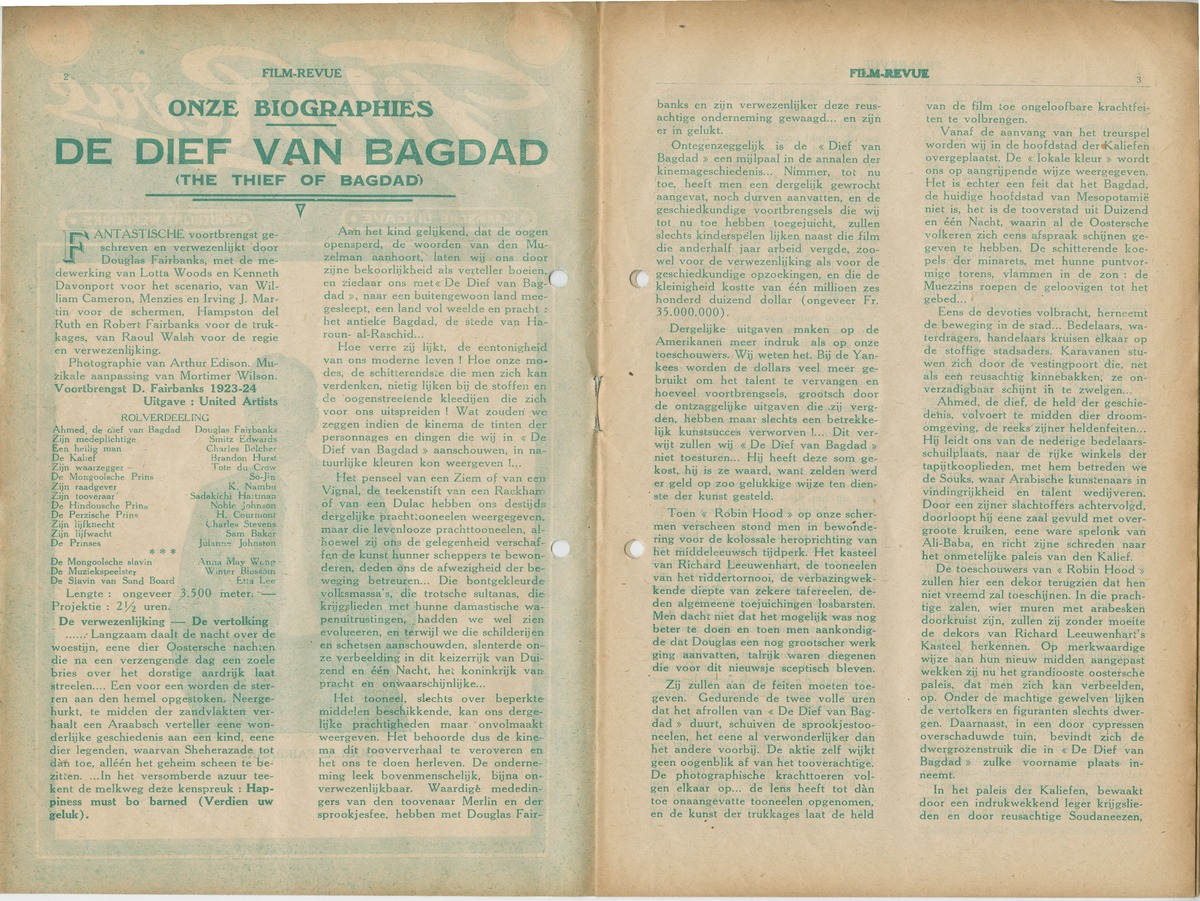 2
FILM-REVUE
ONZE BIOGRAPHIES
DE DIEF VAN BAGDAD
(THE THIEF OF BAGDAD)
FANTASTISCHE voortbrengst ge-
schreven en verwezenlijkt door
Douglas Fairbanks, met de me-
dewerking van Lotta Woods en Kenneth
Davonport voor het scenario, van Wil-
liam Cameron, Menzies en Irving J. Mar-
tin voor de schermen, Hampston del
Ruth en Robert Fairbanks voor de truk-
kages, van Raoul Walsh voor de regie
en verwezenlijking.
Photographie van Arthur Edison. Mu-
zikale aanpassing van Mortimer Wilson.
Voortbrengst D. Fairbanks 1923-24
Uitgave : United Artists
ROLVERDEELING
Ahmed, de dief van Bagdad Douglas Fairbanks
Zijn medeplichtige Smitz Edwards
Een heilig man Charles Belcher
De Kalief Brandon Hurst
Zijn waarzegger Tote du Crow
De Mongoolsche Prins So-Jin
Zijn raadgever K. Nambu
Zijn tooveraar Sadakichi Hartman
De Hindousche Prins Noble Johnson
De Perzische Prins H. Courmont
Zijn lijfknecht Charles Stevens
Zijn lijfwacht Sam Baker
De Prinses Julanne Johnston
* * *
De Mongoolsche slavin Anna May Wong
De Muziekspeelster Winter Blossom
De Slavin van Sand Board Etta Lee
Lengte : ongeveer 3.500 meter. —
Projektie : 2½ uren.
De verwezenlijking — De vertolking
...... Langzaam daalt de nacht over de
woestijn, eene dier Oostersche nachten
die na een verzengende dag een zoele
bries over het dorstige aardrijk laat
streelen.... Een voor een worden de ster-
ren aan den hemel opgestoken. Neerge-
hurkt, te midden der zandvlakten ver-
haalt een Araabsch verteller eene won-
derlijke geschiedenis aan een kind, eene
dier legenden, waarvan Sheherazade tot
dàn toe, alléén het geheim scheen te be-
zitten. ...In het versomberde azuur tee-
kent de melkweg deze kenspreuk : Hap-
piness must bo barned (Verdien uw
geluk).
Aan het kind gelijkend, dat de oogen
opensperd, de woorden van den Mu-
zelman aanhoort, laten wij ons door
zijne bekoorlijkheid als verteller boeien,
en ziedaar ons met « De Dief van Bag-
dad », naar een buitengewoon land mee-
gesleept, een land vol weelde en pracht :
het antieke Bagdad, de stede van Ha-
roun- al-Raschid...
Hoe verre zij lijkt, de eentonigheid
van ons moderne leven ! Hoe onze mo-
des, de schitterendste die men zich kan
verdenken, nietig lijken bij de stoffen en
de oogenstreelende kleedijen die zich
voor ons uitspreiden ! Wat zouden we
zeggen indien de kinema de tinten der
personnages en dingen die wij in « De
Dief van Bagdad » aanschouwen, in na-
tuurlijke kleuren kon weergeven !...
Het penseel van een Ziem of van een
Vignal, de teekenstift van een Rackham
of van een Dulac hebben ons destijds
dergelijke prachttooneelen weergegeven,
maar die levenlooze prachttooneelen, al-
hoewel zij ons de gelegenheid verschaf-
fen de kunst hunner scheppers te bewon-
deren, deden ons de afwezigheid der be-
weging betreuren... Die bontgekleurde
volksmassa's, die trotsche sultanas, die
krijgslieden met hunne damastische wa-
penuitrustingen, hadden we wel zien
evolueeren, en terwijl we die schilderijen
en schetsen aanschouwden, slenterde on-
ze verbeelding in dit keizerrijk van Dui-
zend en één Nacht, het koninkrijk van
pracht en onwaarschijnlijke...
Het tooneel, slechts over beperkte
middelen beschikkende, kan ons derge-
lijke prachtigheden maar onvolmaakt
weergeven. Het behoorde dus the kine-
ma dit tooververhaal te veroveren en
het ons te doen herleven. De onderne-
ming leek bovenmenschelijk, bijna on-
verwezenlijkbaar. Waardige mededin-
gers van den toovenaar Merlin en der
sprookjesfee, hebben met Douglas Fair-
FILM-REVUE
3
banks en zijn verwezenlijker deze reus-
achtige onderneming gewaagd... en zijn
er in gelukt.
Ontegenzeggelijk is de « Dief van
Bagdad » een mijlpaal in de annalen der
kinemageschiedenis... Nimmer, tot nu
toe, heeft men een dergelijk gewrocht
aangevat, noch durven aanvatten, en de
geschiedkundige voortbrengsels die wij
tot nu toe hebben toegejuicht, zullen
slechts kinderspélen lijken naast die film
die anderhalf jaar arbeid vergde, zoo-
wel voor de verwezenlijking als voor de
geschiedkundige opzoekingen, en die de
kleinigheid kostte van één millioen zes
honderd duizend dollar (ongeveer Fr.
35.000.000).
Dergelijke uitgaven maken op de
Amerikanen meer indruk als op onze
toeschouwers. Wij weten het. Bij de Yan-
kees worden de dollars veel meer ge-
bruikt om het talent te vervangen en
hoeveel voortbrengsels, grootsch door
de ontzaggelijke uitgaven die zij verg-
den, hebben maar slechts een betrekke-
lijk kunstsucces verworven !... Dit ver-
wijt zullen wij « De Dief van Bagdad »
niet toesturen... Hij heeft deze som ge-
kost, hij is ze waard, want zelden werd
er geld op zoo gelukkige wijze ten dien-
ste der kunst gesteld.
Toen « Robin Hood » op onze scher-
men verscheen stond men in bewonde-
ring voor de kolossale heroprichting van
het middeleeuwsch tijdperk. Het kasteel
van Richard Leeuwenhart, de tooneelen
van het riddertornooi, de verbazingwek-
kende diepte van zekere tafereelen, de-
den algemeene toejuichingen losbarsten.
Men dacht niet dat het mogelijk was nog
beter te doen en toen men aankondig-
de dat Douglas een nog grootscher werk
ging aanvatten, talrijk waren diegenen
die voor dit nieuwsje sceptisch bleven.
Zij zullen aan de feiten moeten toe-
geven. Gedurende de twee volle uren
dat het afrollen van « De Dief van Bag-
dad » duurt, schuiven de sprookjestoo-
neelen, het eene al verwonderlijker dan
het andere voorbij. De aktie zelf wijkt
geen oogenblik af van de tooverachtige.
De photographische krachttoeren vol-
gen elkaar op... de lens heeft tot dàn
toe onaangevatte tooneelen opgenomen,
en de kunst der trukkages laat de held
van de film toe ongeloofbare krachtfei-
ten te volbrengen.
Vanaf de aanvang van het treurspel
worden wij in de hoofdstad der Kaliefen
overgeplaatst. De « lokale kleur » wordt
ons op aangrijpende wijze weergegeven.
Het is echter een feit dat het Bagdad,
de huidige hoofdstad van Mesopotamië
niet is, het is de tooverstad uit Duizend
en één Nacht, waarin al de Oostersche
volkeren zich eens afspraak schijnen ge-
geven te hebben. De schitterende koe-
pels der minarets, met hunne puntvor-
mige torens, vlammen in de zon : de
Muezzins roepen de geloovigen tot het
gebed...
Eens de devoties volbracht, herneemt
de beweging in de stad... Bedelaars, wa-
terdragers, handelaars kruisen elkaar op
de stoffige stadsaders. Karavanen stu-
wen zich door de vestingpoort die, net
als een reusachtig kinnebakken, ze on-
verzadigbaar schijnt in te zwelgen...
Ahmed, de dief, de held der geschie-
denis, volvoert te midden dier droom-
omgeving, de reeks zijner heldenfeiten...
Hij leidt ons van de nederige bedelaars-
schuilplaats, naar de rijke winkels der
tapijtkooplieden, met hem betreden we
de Souks, waar Arabische kunstenaars in
vindingrijkheid en talent wedijveren.
Door een zijner slachtoffers achtervolgd,
doorloopt hij eene zaal gevuld met over-
groote kruiken, eene ware spelonk van
Ali-Baba, en richt zijne schreden naar
het onmetelijke paleis van den Kalief.
De toeschouwers van « Robin Hood »
zullen hier een dekor terugzien dat hen
niet vreemd zal toeschijnen. In die prach-
tige zalen, wier muren met arabesken
doorkruist zijn, zullen zij zonder moeite
de dekors van Richard Leeuwenhart's
Kasteel herkennen. Op merkwaardige
wijze aan hun nieuw midden aangepast
wekken zij nu het grandiooste oostersche
paleis, dat men zich kan verbeelden,
op. Onder de machtige gewelven lijken
de vertolkers en figuranten slechts dwer-
gen. Daarnaast, in een door cypressen
overschaduwde tuin, bevindt zich de
dwergrozenstruik die in « De Dief van
Bagdad » zulke voorname plaats in-
neemt.
In het paleis der Kaliefen, bewaakt
door een indrukwekkend leger krijgslie-
den en door reusachtige Soudaneezen,